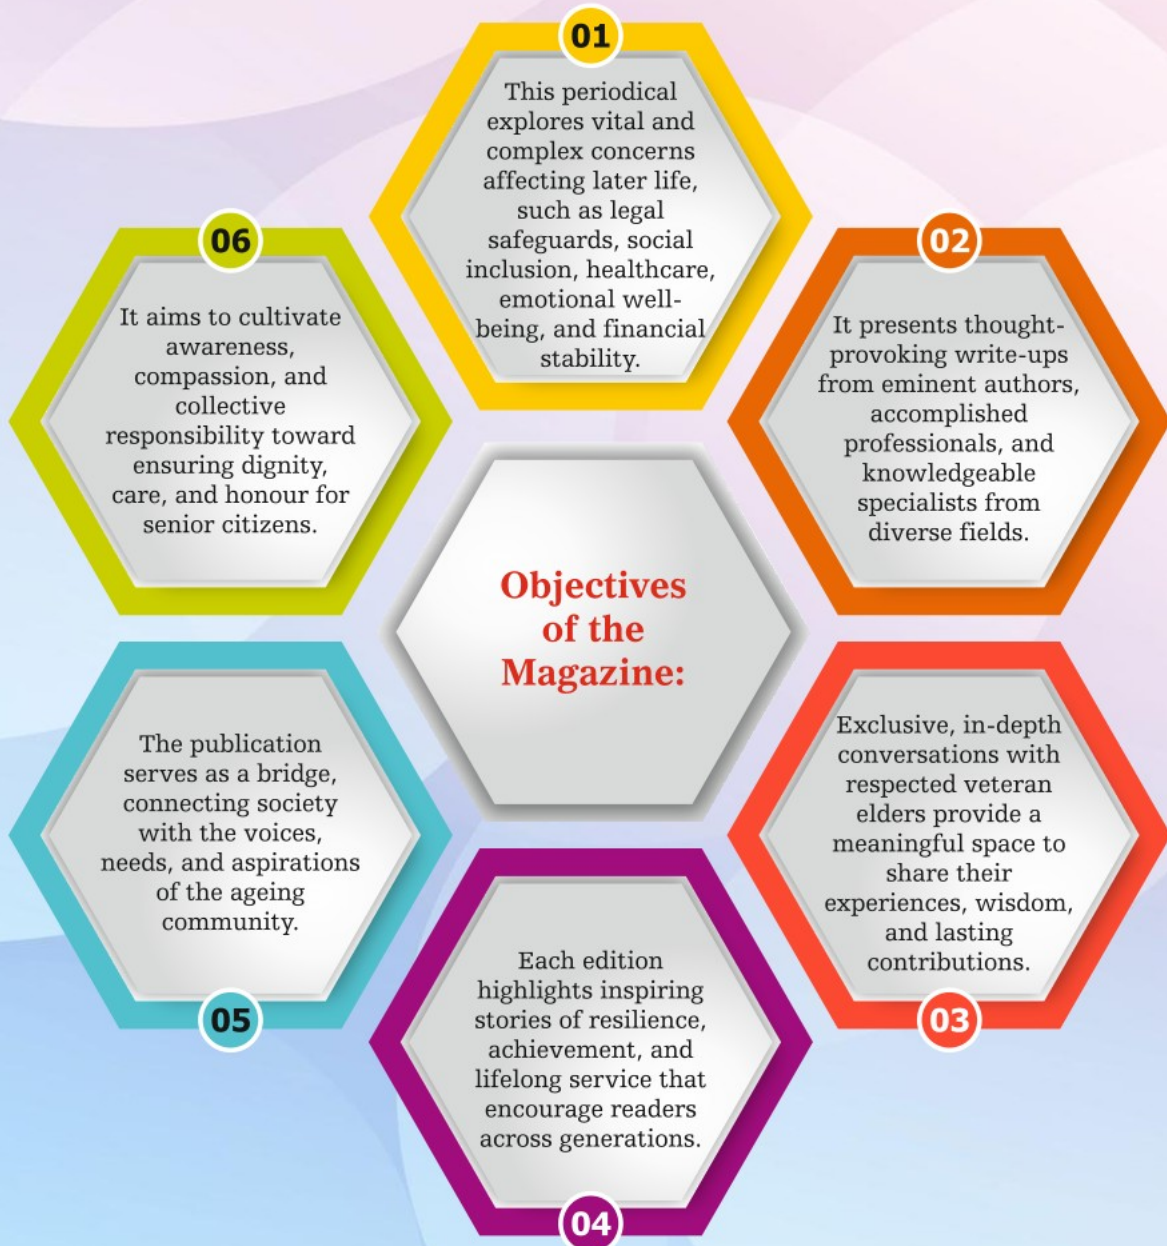 Objectives
of the
Magazine:
01
This periodical
explores vital and
complex concerns
affecting later life,
such as legal
safeguards, social
inclusion, healthcare,
emotional well-
being, and financial
stability.
02
It presents thought-
provoking write-ups
from eminent authors,
accomplished
professionals, and
knowledgeable
specialists from
diverse fields.
Exclusive, in-depth
conversations with
respected veteran
elders provide a
meaningful space to
share their
experiences, wisdom,
and lasting
contributions.
03
Each edition
highlights inspiring
stories of resilience,
achievement, and
lifelong service that
encourage readers
across generations.
04
The publication
serves as a bridge,
connecting society
with the voices,
needs, and aspirations
of the ageing
community.
05
06
It aims to cultivate
awareness,
compassion, and
collective
responsibility toward
ensuring dignity,
care, and honour for
senior citizens.